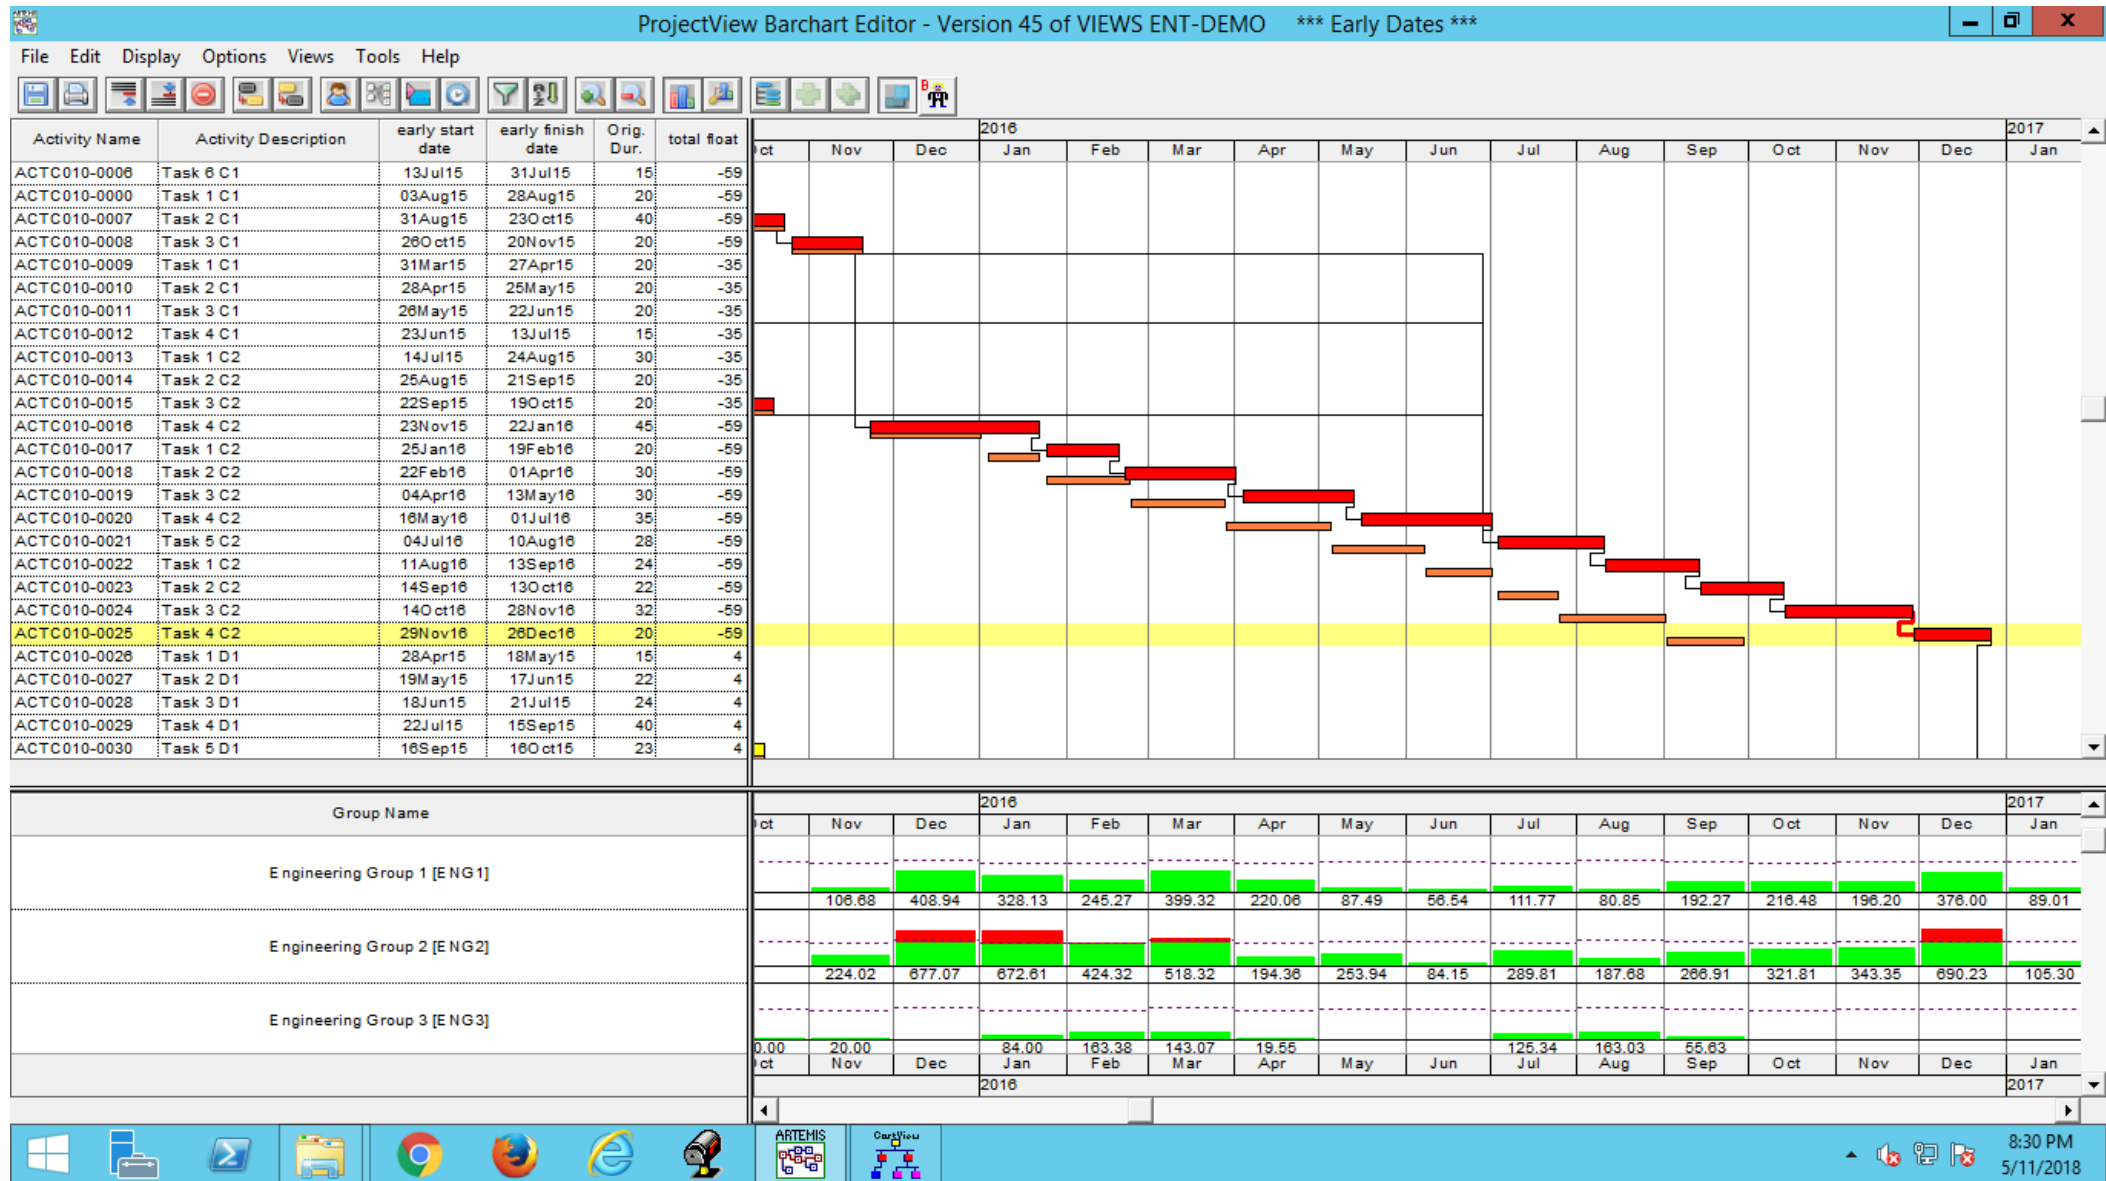 ARTEMIS
ProjectView Barchart Editor - Version 45 of VIEWS ENT-DEMO *** Early Dates ***
File Edit Display Options Views Tools Help
Activity Name Activity Description early start date early finish date Orig. Dur. total float
2016 2017
ct Nov Dec Jan Feb Mar Apr May Jun Jul Aug Sep Oct Nov Dec Jan
ACTC010-0006 Task 6 C1 13Jul15 31Jul15 15 -59
ACTC010-0000 Task 1 C1 03Aug15 28Aug15 20 -59
ACTC010-0007 Task 2 C1 31Aug15 23Oct15 40 -59
ACTC010-0008 Task 3 C1 26Oct15 20Nov15 20 -59
ACTC010-0009 Task 1 C1 31Mar15 27Apr15 20 -35
ACTC010-0010 Task 2 C1 28Apr15 25May15 20 -35
ACTC010-0011 Task 3 C1 26May15 22Jun15 20 -35
ACTC010-0012 Task 4 C1 23Jun15 13Jul15 15 -35
ACTC010-0013 Task 1 C2 14Jul15 24Aug15 30 -35
ACTC010-0014 Task 2 C2 25Aug15 21Sep15 20 -35
ACTC010-0015 Task 3 C2 22Sep15 19Oct15 20 -35
ACTC010-0016 Task 4 C2 23Nov15 22Jan16 45 -59
ACTC010-0017 Task 1 C2 25Jan16 19Feb16 20 -59
ACTC010-0018 Task 2 C2 22Feb16 01Apr16 30 -59
ACTC010-0019 Task 3 C2 04Apr16 13May16 30 -59
ACTC010-0020 Task 4 C2 16May16 01Jul16 35 -59
ACTC010-0021 Task 5 C2 04Jul16 10Aug16 28 -59
ACTC010-0022 Task 1 C2 11Aug16 13Sep16 24 -59
ACTC010-0023 Task 2 C2 14Sep16 13Oct16 22 -59
ACTC010-0024 Task 3 C2 14Oct16 28Nov16 32 -59
ACTC010-0025 Task 4 C2 29Nov16 26Dec16 20 -59
ACTC010-0026 Task 1 D1 28Apr15 18May15 15 4
ACTC010-0027 Task 2 D1 19May15 17Jun15 22 4
ACTC010-0028 Task 3 D1 18Jun15 21Jul15 24 4
ACTC010-0029 Task 4 D1 22Jul15 15Sep15 40 4
ACTC010-0030 Task 5 D1 16Sep15 16Oct15 23 4
Group Name
2016 2017
ct Nov Dec Jan Feb Mar Apr May Jun Jul Aug Sep Oct Nov Dec Jan
Engineering Group 1 [ENG1]
106.68 408.94 328.13 245.27 399.32 220.06 87.49 56.54 111.77 80.85 192.27 216.48 196.20 376.00 89.01
Engineering Group 2 [ENG2]
224.02 677.07 672.61 424.32 518.32 194.36 253.94 84.15 289.81 187.68 266.91 321.81 343.35 690.23 105.30
Engineering Group 3 [ENG3]
0.00 20.00 84.00 163.38 143.07 19.55 125.34 163.03 55.63
ct Nov Dec Jan Feb Mar Apr May Jun Jul Aug Sep Oct Nov Dec Jan
2016 2017
ARTEMIS
CostView
8:30 PM
5/11/2018